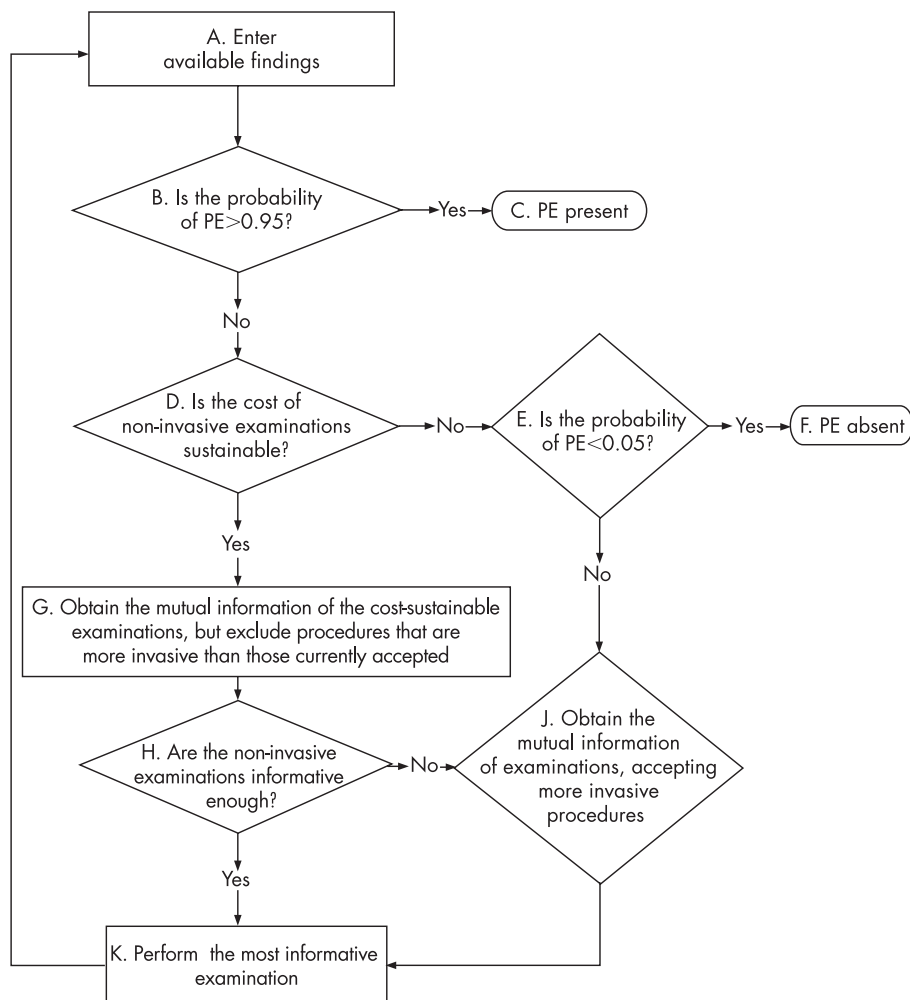 A. Enter
available findings
B. Is the probability
of PE>0.95?
Yes
C. PE present
No
D. Is the cost of
non-invasive examinations
sustainable?
No
E. Is the probability
of PE<0.05?
Yes
F. PE absent
Yes
No
G. Obtain the mutual information of the cost-sustainable
examinations, but exclude procedures that are
more invasive than those currently accepted
H. Are the non-invasive
examinations informative
enough?
No
J. Obtain the
mutual information
of examinations, accepting
more invasive
procedures
Yes
K. Perform the most informative
examination